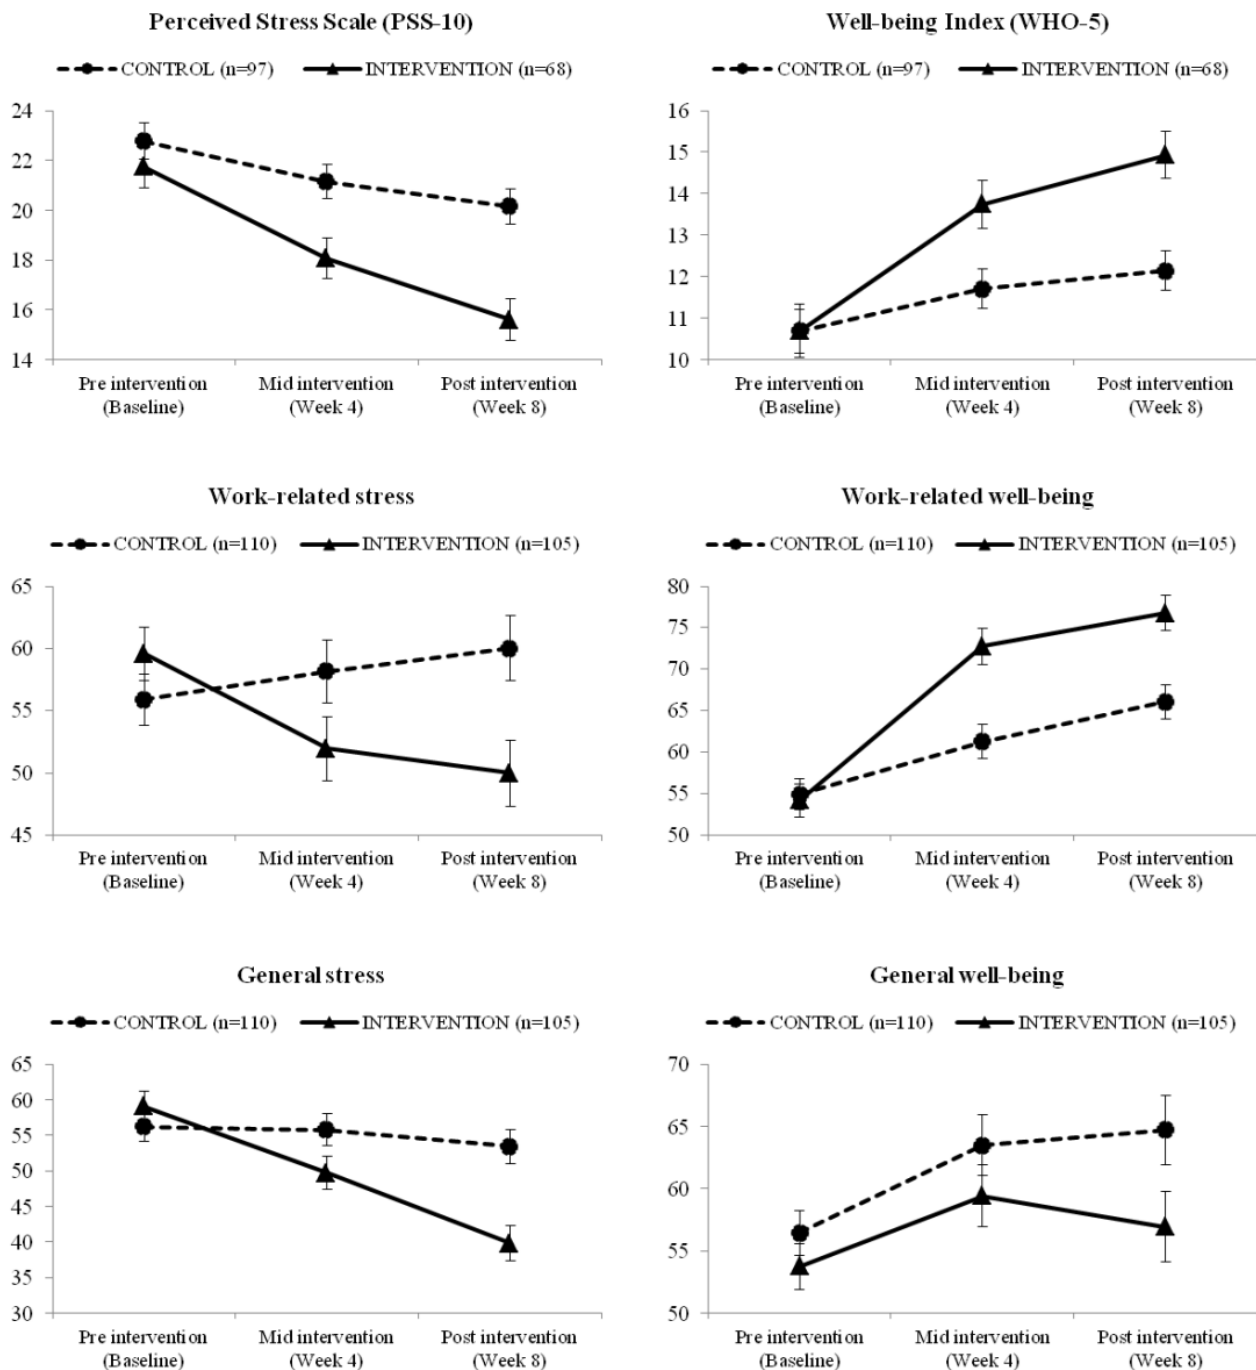 Perceived Stress Scale (PSS-10)
CONTROL (n=97) INTERVENTION (n=68)
24
22
20
18
16
14
Pre intervention (Baseline)
Mid intervention (Week 4)
Post intervention (Week 8)
Well-being Index (WHO-5)
CONTROL (n=97) INTERVENTION (n=68)
16
15
14
13
12
11
10
Pre intervention (Baseline)
Mid intervention (Week 4)
Post intervention (Week 8)
Work-related stress
CONTROL (n=110) INTERVENTION (n=105)
65
60
55
50
45
Pre intervention (Baseline)
Mid intervention (Week 4)
Post intervention (Week 8)
Work-related well-being
CONTROL (n=110) INTERVENTION (n=105)
80
75
70
65
60
55
50
Pre intervention (Baseline)
Mid intervention (Week 4)
Post intervention (Week 8)
General stress
CONTROL (n=110) INTERVENTION (n=105)
65
60
55
50
45
40
35
30
Pre intervention (Baseline)
Mid intervention (Week 4)
Post intervention (Week 8)
General well-being
CONTROL (n=110) INTERVENTION (n=105)
70
65
60
55
50
Pre intervention (Baseline)
Mid intervention (Week 4)
Post intervention (Week 8)